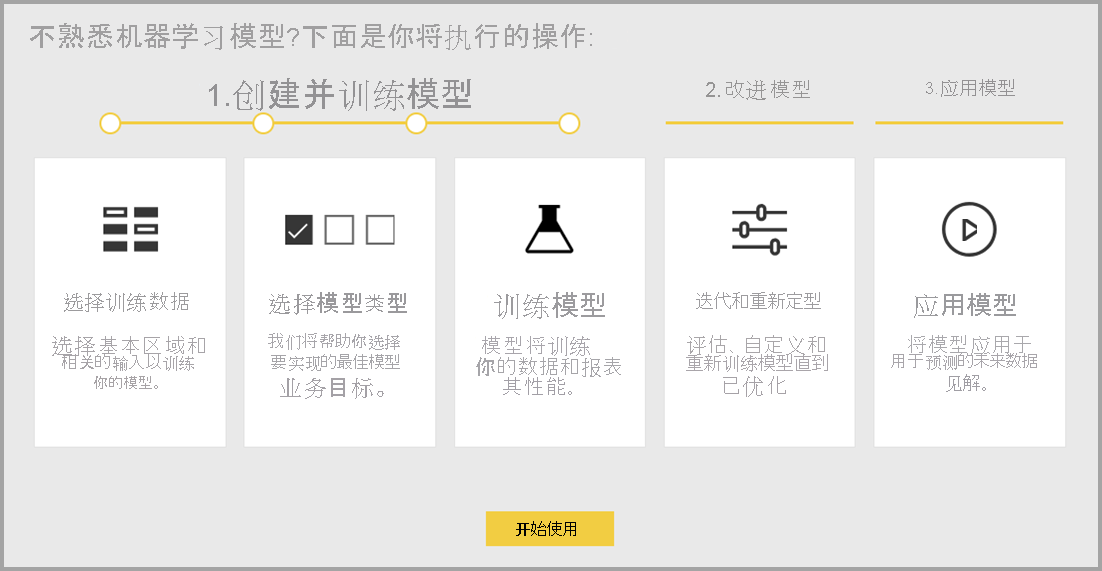 不熟悉机器学习模型?下面是你将执行的操作:
1.创建并训练模型
2.改进模型
3.应用模型
选择训练数据
选择基本区域和
相关的输入以训练
你的模型。
选择模型类型
我们将帮助你选择
要实现的最佳模型
业务目标。
训练模型
模型将训练
你的数据和报表
其性能。
迭代和重新定型
评估、自定义和
重新训练模型直到
已优化
应用模型
将模型应用于
用于预测的未来数据
见解。
开始使用